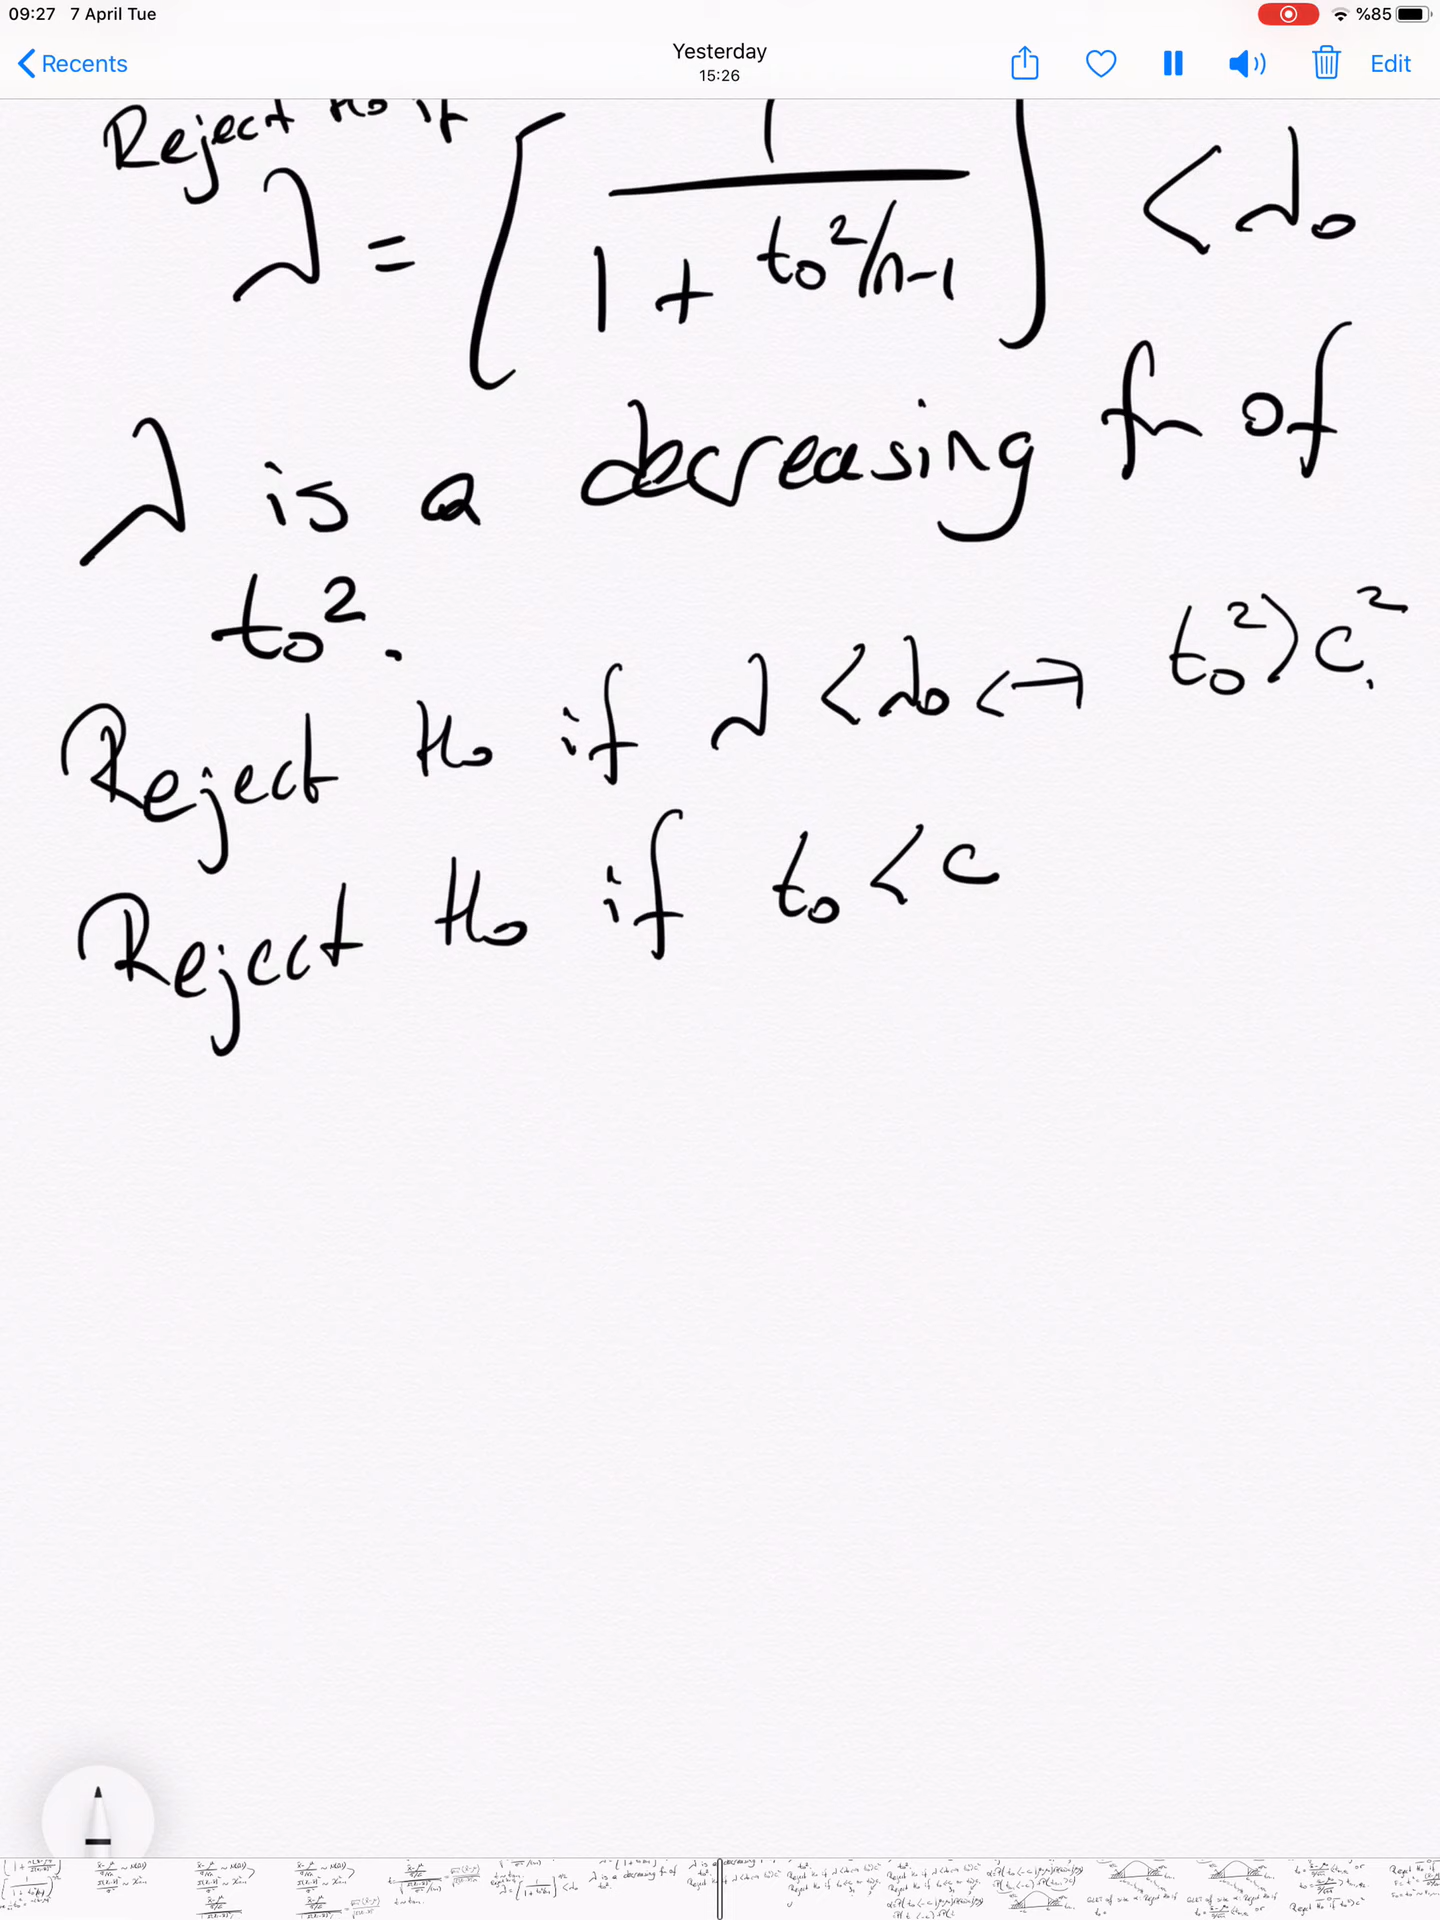 09:27 7 April Tue
%85
Recents
Yesterday
15:26
Edit
Reject H₀ if
λ = [ 1 / (1 + t₀²/n-1) ] < λ₀
λ is a decreasing fn of
t₀².
Reject H₀ if λ < λ₀ ↔ t₀² > c².
Reject H₀ if t₀ < c